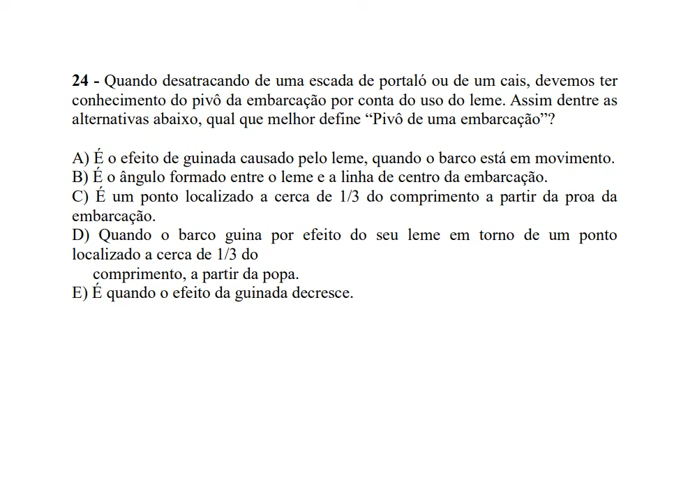 24 - Quando desatracando de uma escada de portaló ou de um cais, devemos ter
conhecimento do pivô da embarcação por conta do uso do leme. Assim dentre as
alternativas abaixo, qual que melhor define “Pivô de uma embarcação”?
A) É o efeito de guinada causado pelo leme, quando o barco está em movimento.
B) É o ângulo formado entre o leme e a linha de centro da embarcação.
C) É um ponto localizado a cerca de 1/3 do comprimento a partir da proa da
embarcação.
D) Quando o barco guina por efeito do seu leme em torno de um ponto
localizado a cerca de 1/3 do
comprimento, a partir da popa.
E) É quando o efeito da guinada decresce.